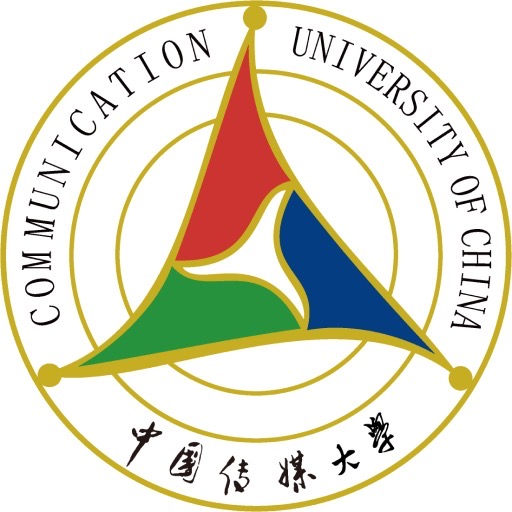 COMMUNICATION UNIVERSITY OF CHINA
中国传媒大学